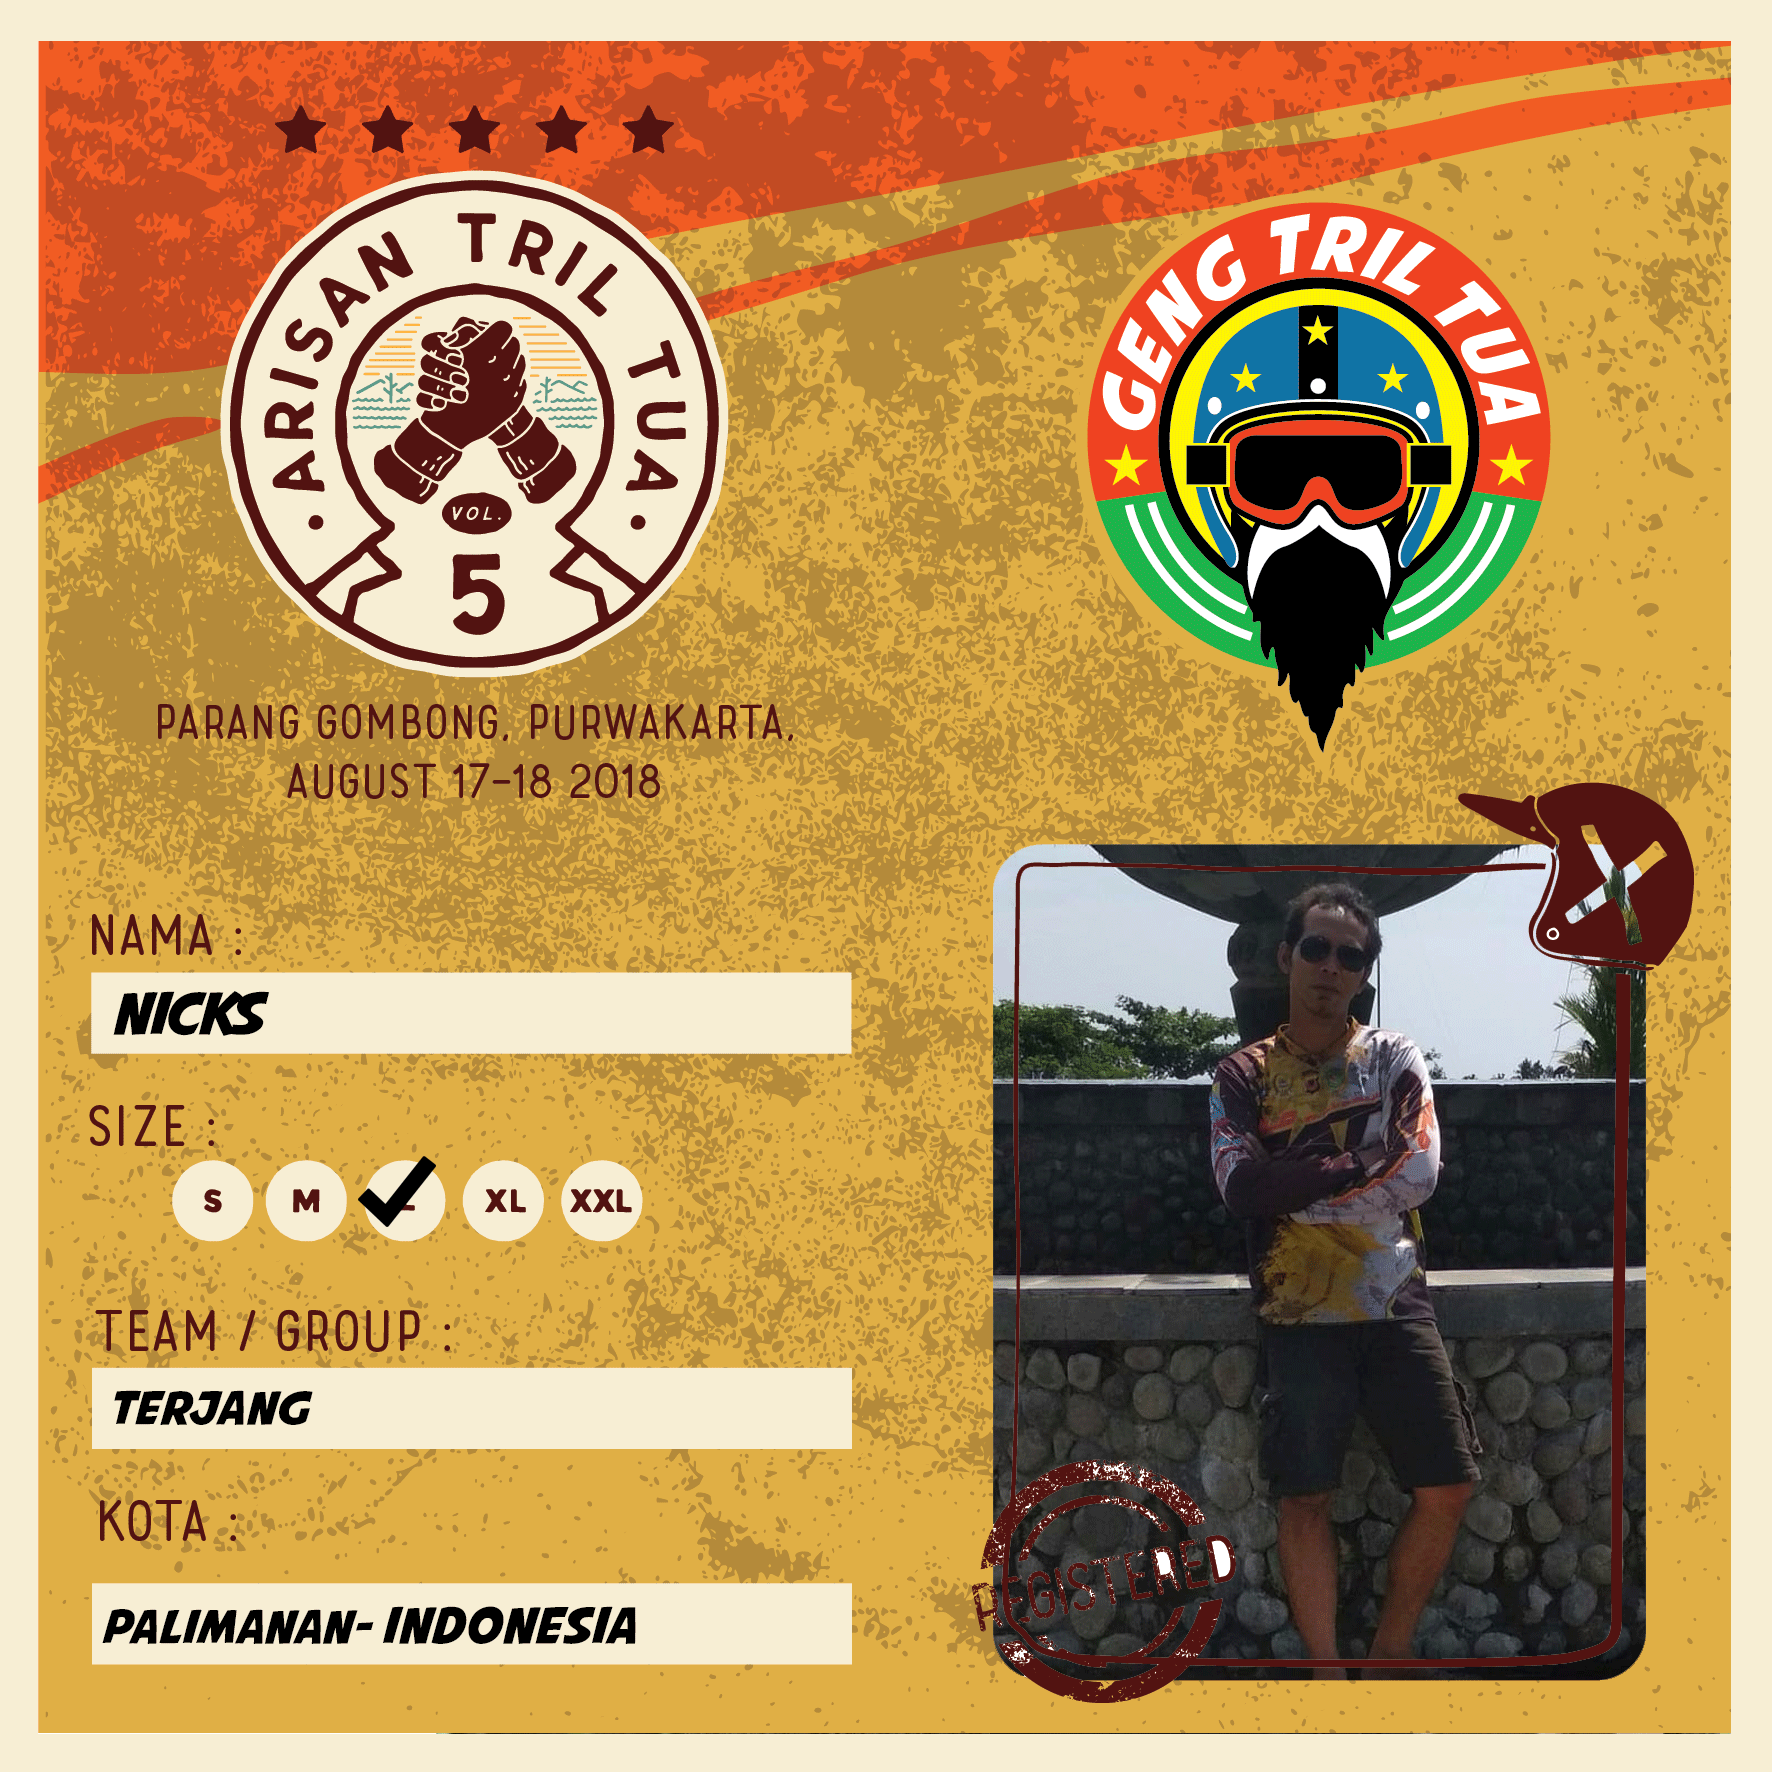 ARISAN TRIL TUA
VOL.
5
GENG TRIL TUA
PARANG GOMBONG, PURWAKARTA,
AUGUST 17-18 2018
NAMA :
NICKS
SIZE :
S M L XL XXL
TEAM / GROUP :
TERJANG
KOTA :
PALIMANAN- INDONESIA
REGISTERED